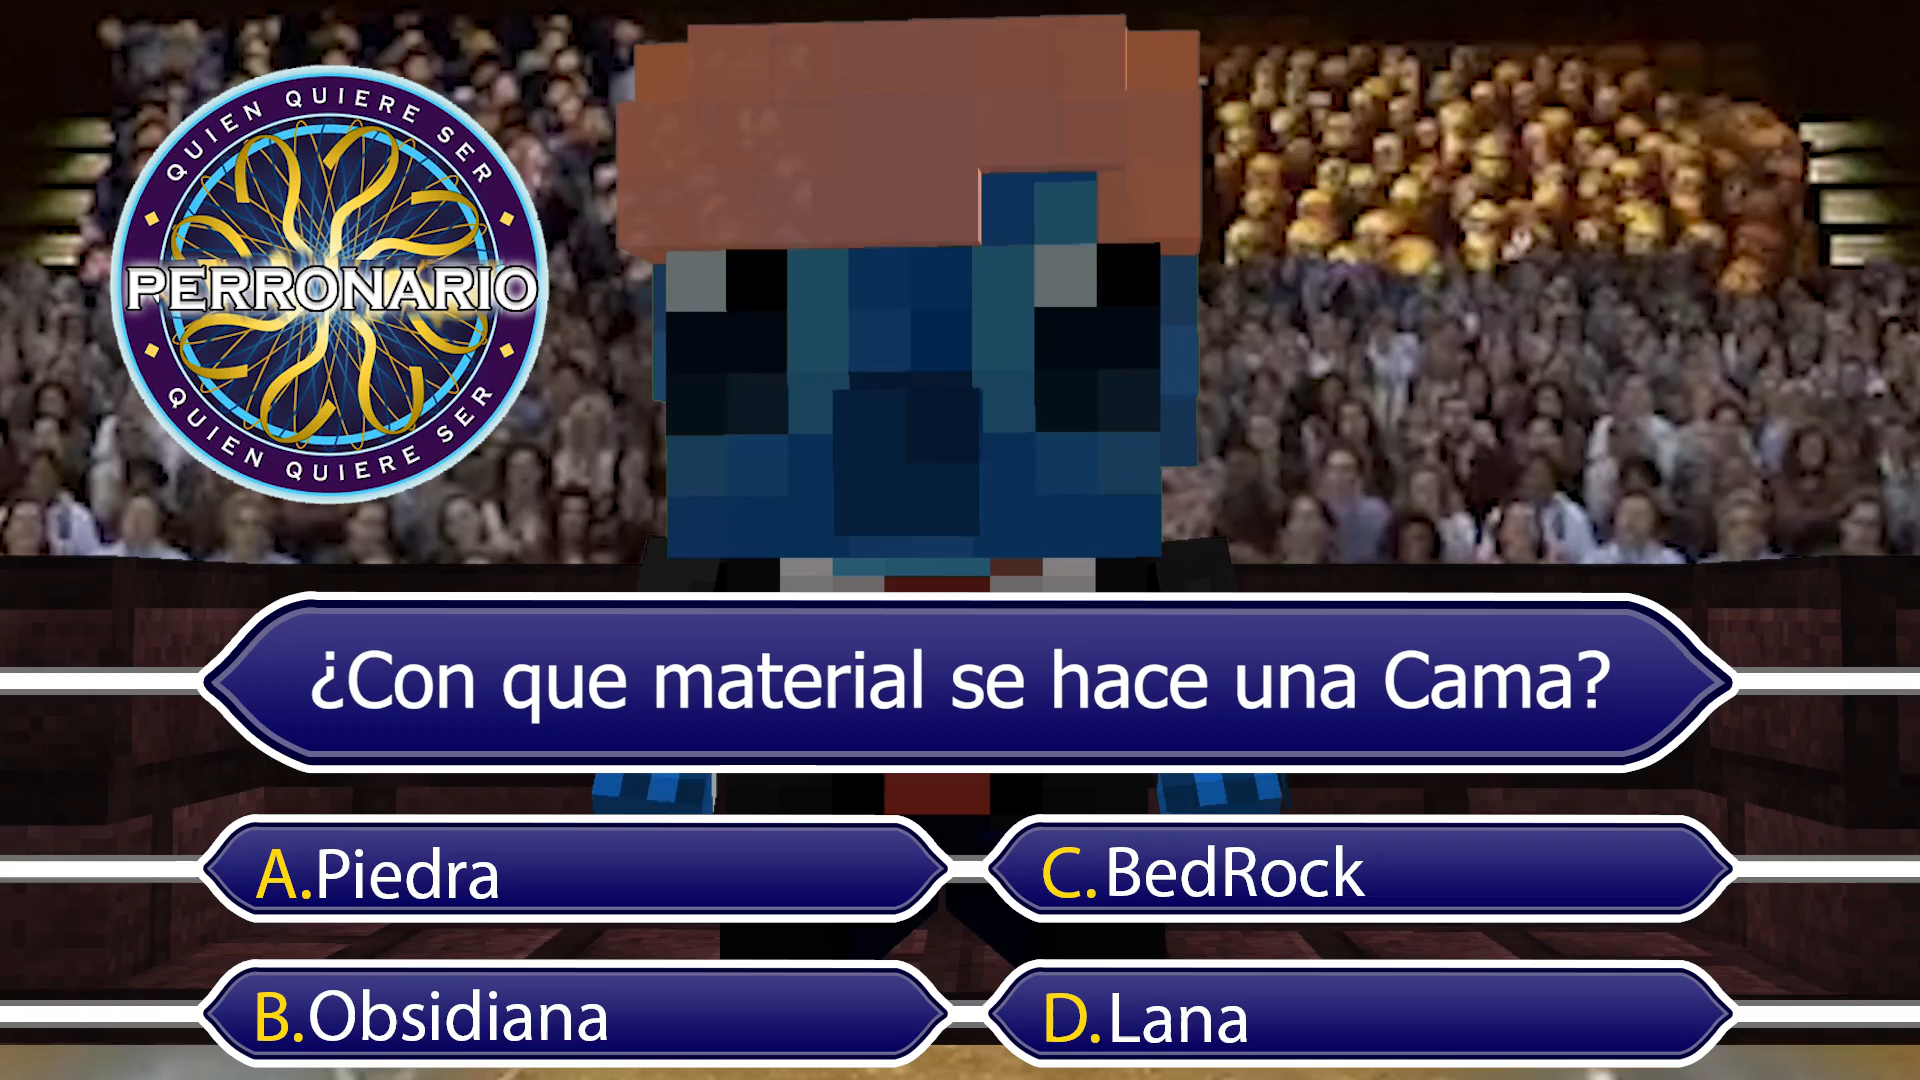 QUIEN QUIERE SER
PERRONARIO
QUIEN QUIERE SER
¿Con que material se hace una Cama?
A.Piedra
C.BedRock
B.Obsidiana
D.Lana